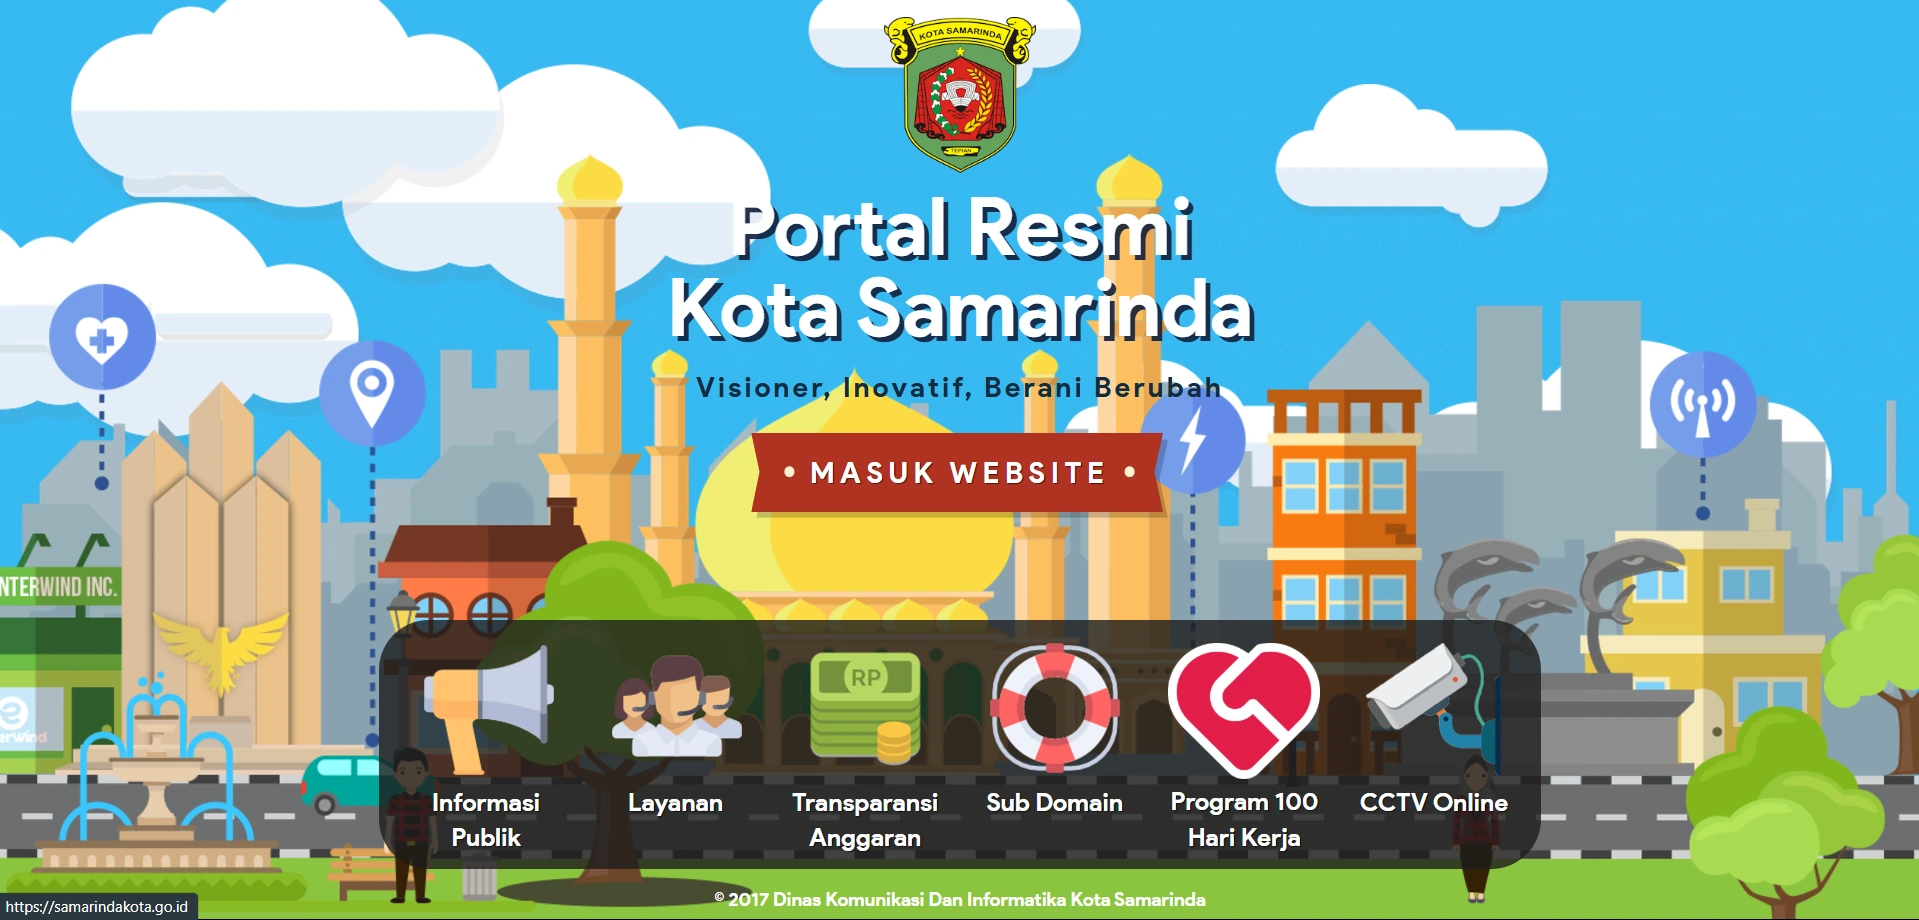 KOTA SAMARINDA
TEPIAN
Portal Resmi
Kota Samarinda
Visioner, Inovatif, Berani Berubah
• MASUK WEBSITE •
NTERWIND INC.
erwind
RP
Informasi
Publik
Layanan
Transparansi
Anggaran
Sub Domain
Program 100
Hari Kerja
CCTV Online
© 2017 Dinas Komunikasi Dan Informatika Kota Samarinda
https://samarindakota.go.id